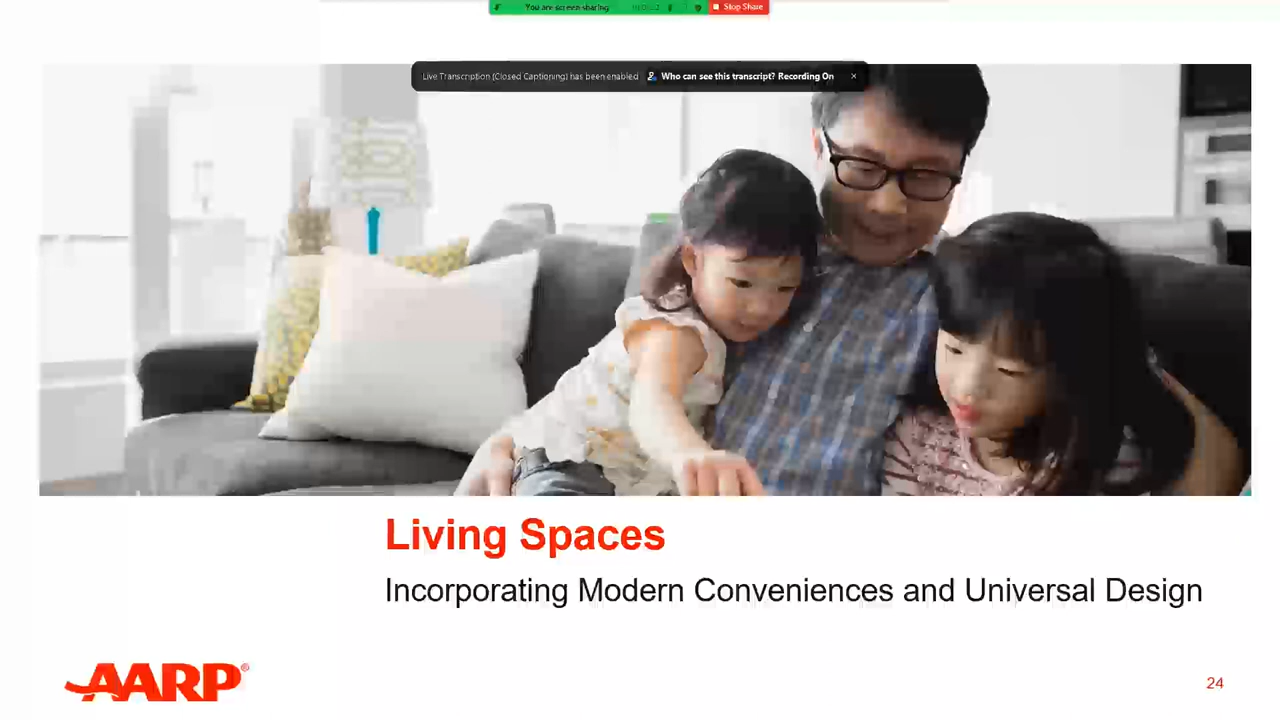 You are screen sharing
Stop Share
Live Transcription (Closed Captioning) has been enabled
Who can see this transcript? Recording On
Living Spaces
Incorporating Modern Conveniences and Universal Design
AARP®
24